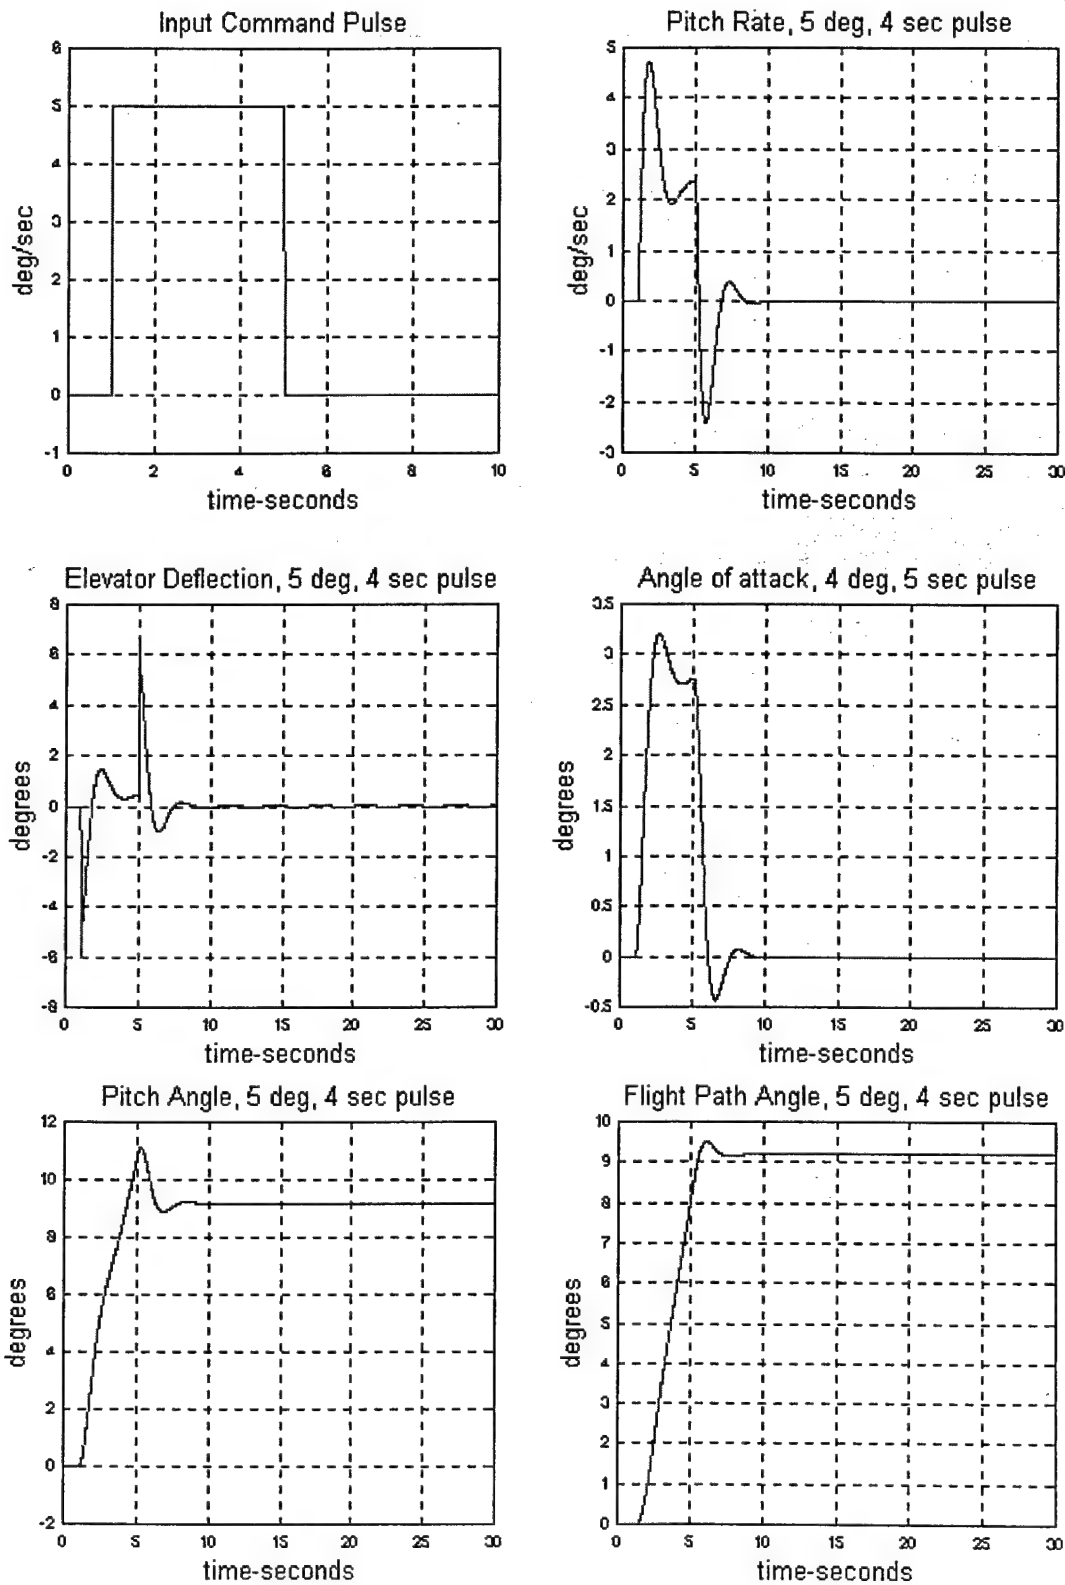 Input Command Pulse
6
5
4
3
2
1
0
-1
deg/sec
0 2 4 6 8 10
time-seconds
Pitch Rate, 5 deg, 4 sec pulse
5
4
3
2
1
0
-1
-2
-3
deg/sec
0 5 10 15 20 25 30
time-seconds
Elevator Deflection, 5 deg, 4 sec pulse
8
6
4
2
0
-2
-4
-6
-8
degrees
0 5 10 15 20 25 30
time-seconds
Angle of attack, 4 deg, 5 sec pulse
3.5
3
2.5
1.5
1
0.5
0
-0.5
degrees
0 5 10 15 20 25 30
time-seconds
Pitch Angle, 5 deg, 4 sec pulse
12
10
8
6
4
2
0
-2
degrees
0 5 10 15 20 25 30
time-seconds
Flight Path Angle, 5 deg, 4 sec pulse
10
9
8
7
6
5
4
3
2
1
0
degrees
0 5 10 15 20 25 30
time-seconds